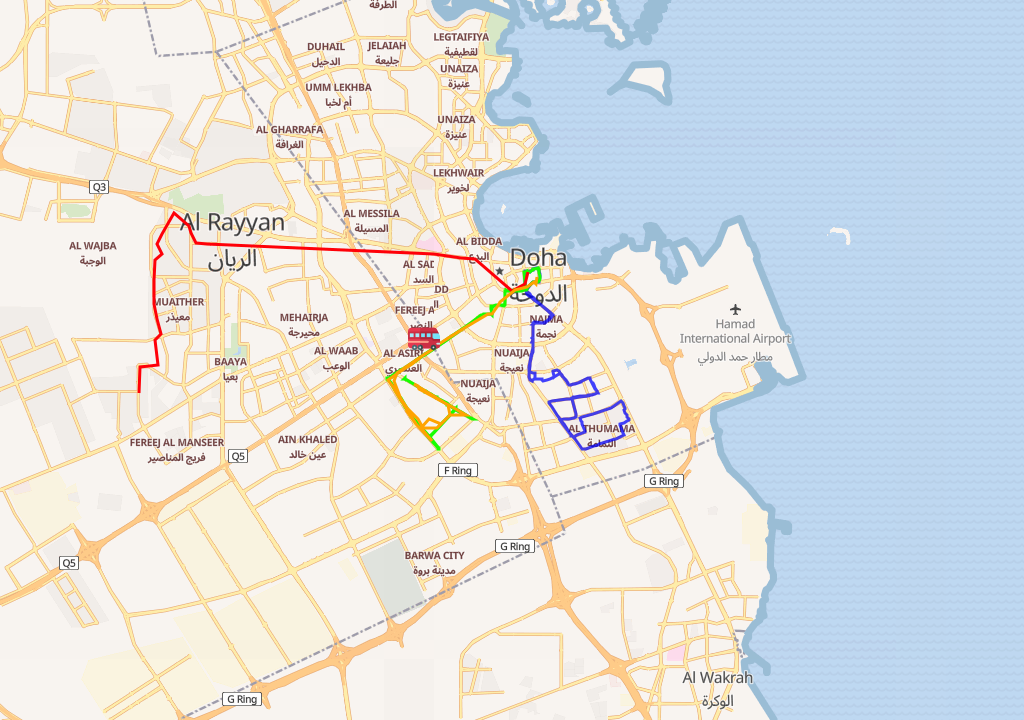 الطرفة
LEGTAIFIYA
لقطيفية
DUHAIL
الدحيل
JELAIAH
جليعة
UNAIZA
عنيزة
UMM LEKHBA
أم لخبا
UNAIZA
عنيزة
AL GHARRAFA
الغرافة
LEKHWAIR
لخوير
Q3
AL MESSILA
المسيلة
Al Rayyan
الريان
AL WAJBA
الوجبة
AL BIDDA
البدع
Doha
الدوحة
AL SAD
السد
DD
ال
MUAITHER
معيذر
FEREEJ A
النصر
MEHAIRJA
محيرجة
NAJMA
نجمة
Hamad
International Airport
مطار حمد الدولي
AL WAAB
الوعب
AL ASIRI
العسيري
NUAIJA
نعيجة
BAAYA
بعيا
NUAIJA
نعيجة
AL THUMAMA
الثمامة
FEREEJ AL MANSEER
فريج المناصير
AIN KHALED
عين خالد
Q5
F Ring
G Ring
G Ring
BARWA CITY
مدينة بروة
Q5
Al Wakrah
الوكرة
G Ring